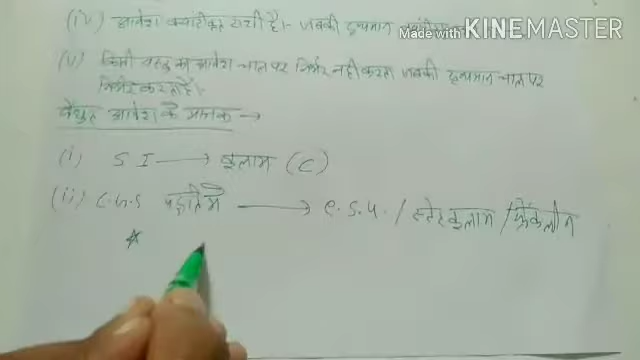 (iv) आवेश क्वांटीकृत राशी है।- जबकी द्रव्यमान
Made With KINEMASTER
(v) किसी वस्तु का आवेश चाल पर निर्भर नही करता जबकी द्रव्यमान चाल पर
निर्भर करता है।
वैधुत आवेश के मात्रक →
(i) S I → कूलाम (C)
(ii) C.G.S पद्धति में → e.s.u. / स्टेटकूलाम / फ्रेंकलीन